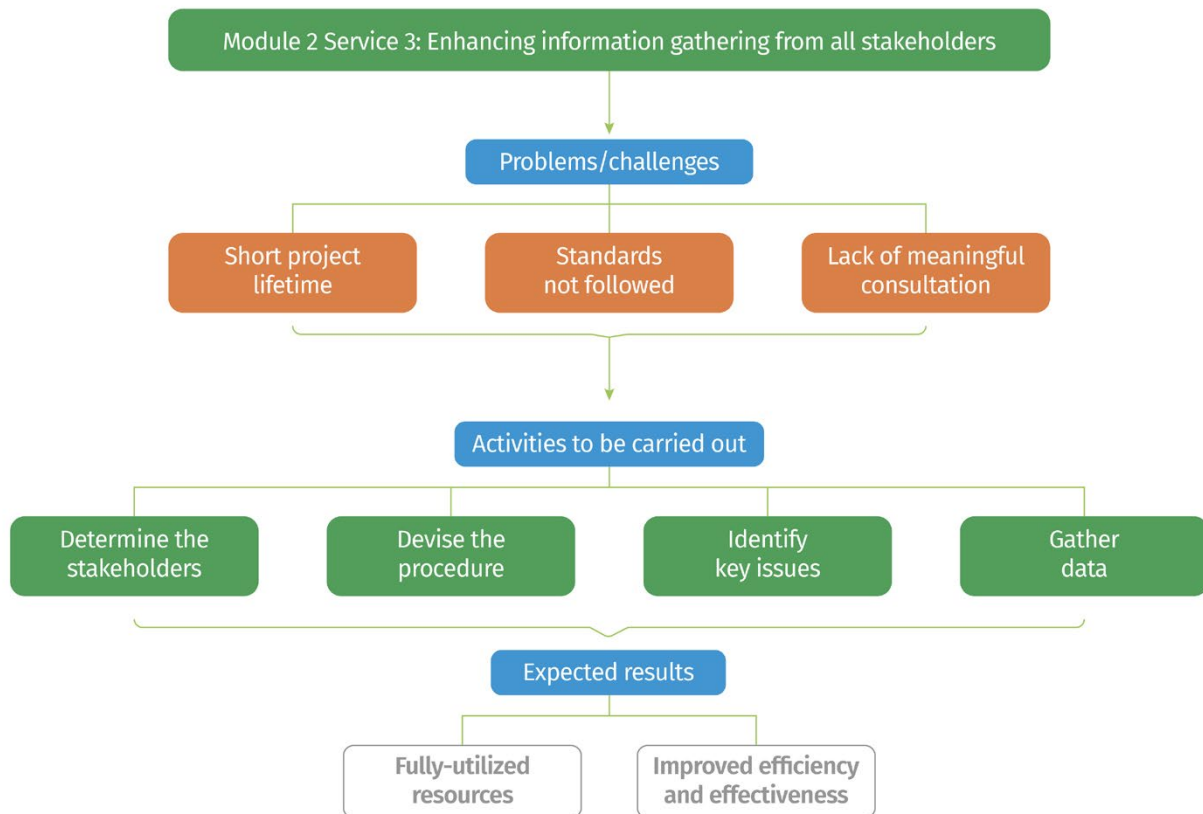 Module 2 Service 3: Enhancing information gathering from all stakeholders
Problems/challenges
Short project
lifetime
Standards
not followed
Lack of meaningful
consultation
Activities to be carried out
Determine the
stakeholders
Devise the
procedure
Identify
key issues
Gather
data
Expected results
Fully-utilized
resources
Improved efficiency
and effectiveness